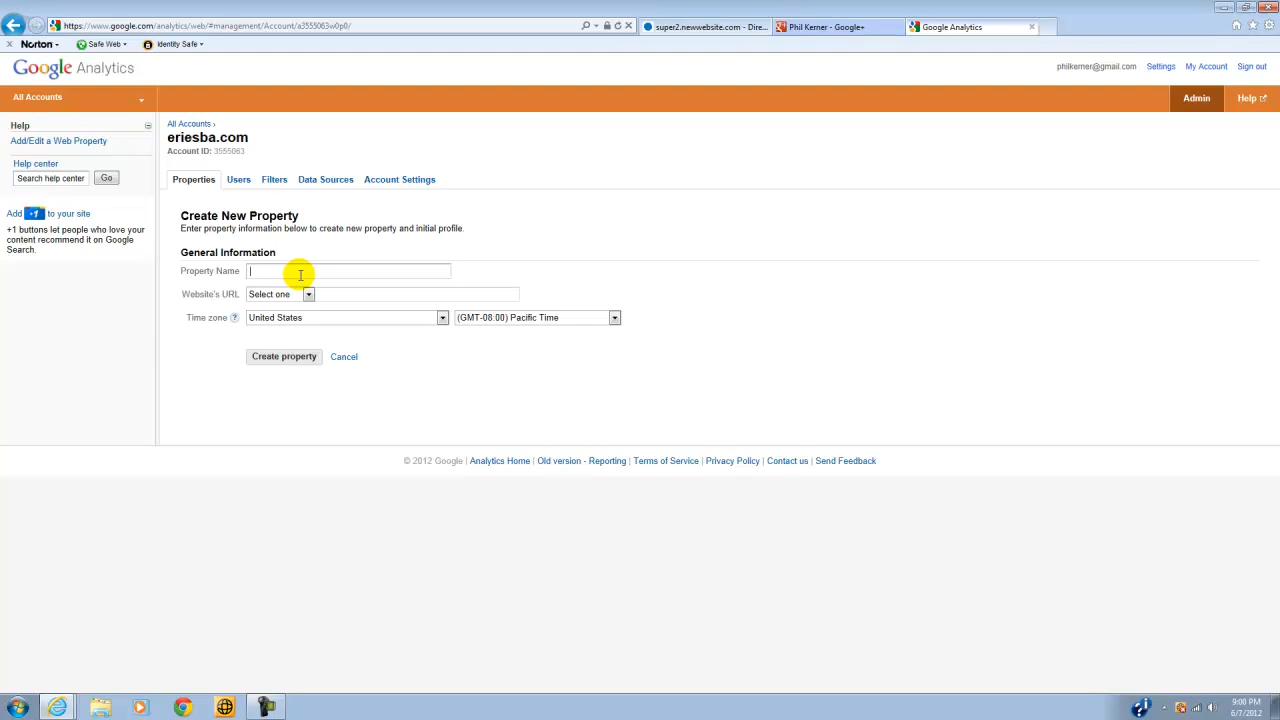 https://www.google.com/analytics/web/#management/Account/a3555063w0p0/
super2.newwebsite.com - Dire...
Phil Kerner - Google+
Google Analytics
Norton
Safe Web
Identity Safe
Google Analytics
philkerner@gmail.com Settings My Account Sign out
All Accounts
Admin
Help
Help
Add/Edit a Web Property
Help center
Search help center Go
Add +1 to your site
+1 buttons let people who love your
content recommend it on Google
Search.
All Accounts ›
eriesba.com
Account ID: 3555063
Properties Users Filters Data Sources Account Settings
Create New Property
Enter property information below to create new property and initial profile.
General Information
Property Name
Website's URL Select one
Time zone ? United States (GMT-08:00) Pacific Time
Create property Cancel
© 2012 Google | Analytics Home | Old version - Reporting | Terms of Service | Privacy Policy | Contact us | Send Feedback
9:00 PM
6/7/2012